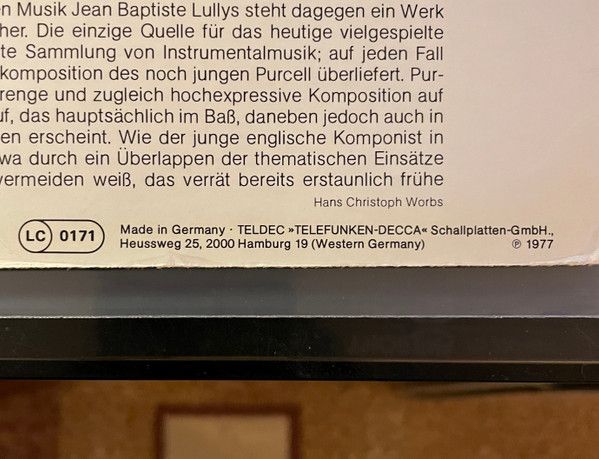 n Musik Jean Baptiste Lullys steht dagegen ein Werk
her. Die einzige Quelle für das heutige vielgespielte
te Sammlung von Instrumentalmusik; auf jeden Fall
komposition des noch jungen Purcell überliefert. Pur-
renge und zugleich hochexpressive Komposition auf
uf, das hauptsächlich im Baß, daneben jedoch auch in
en erscheint. Wie der junge englische Komponist in
wa durch ein Überlappen der thematischen Einsätze
vermeiden weiß, das verrät bereits erstaunlich frühe
Hans Christoph Worbs
LC 0171
Made in Germany · TELDEC »TELEFUNKEN-DECCA« Schallplatten-GmbH.,
Heussweg 25, 2000 Hamburg 19 (Western Germany) ℗ 1977